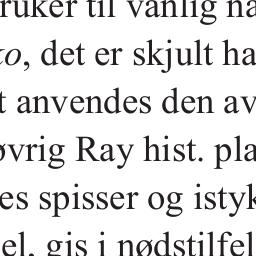 ruker til vanlig na
ko, det er skjult ha
t anvendes den av
øvrig Ray hist. pla
es spisser og istyk
el, gis i nødstilfel